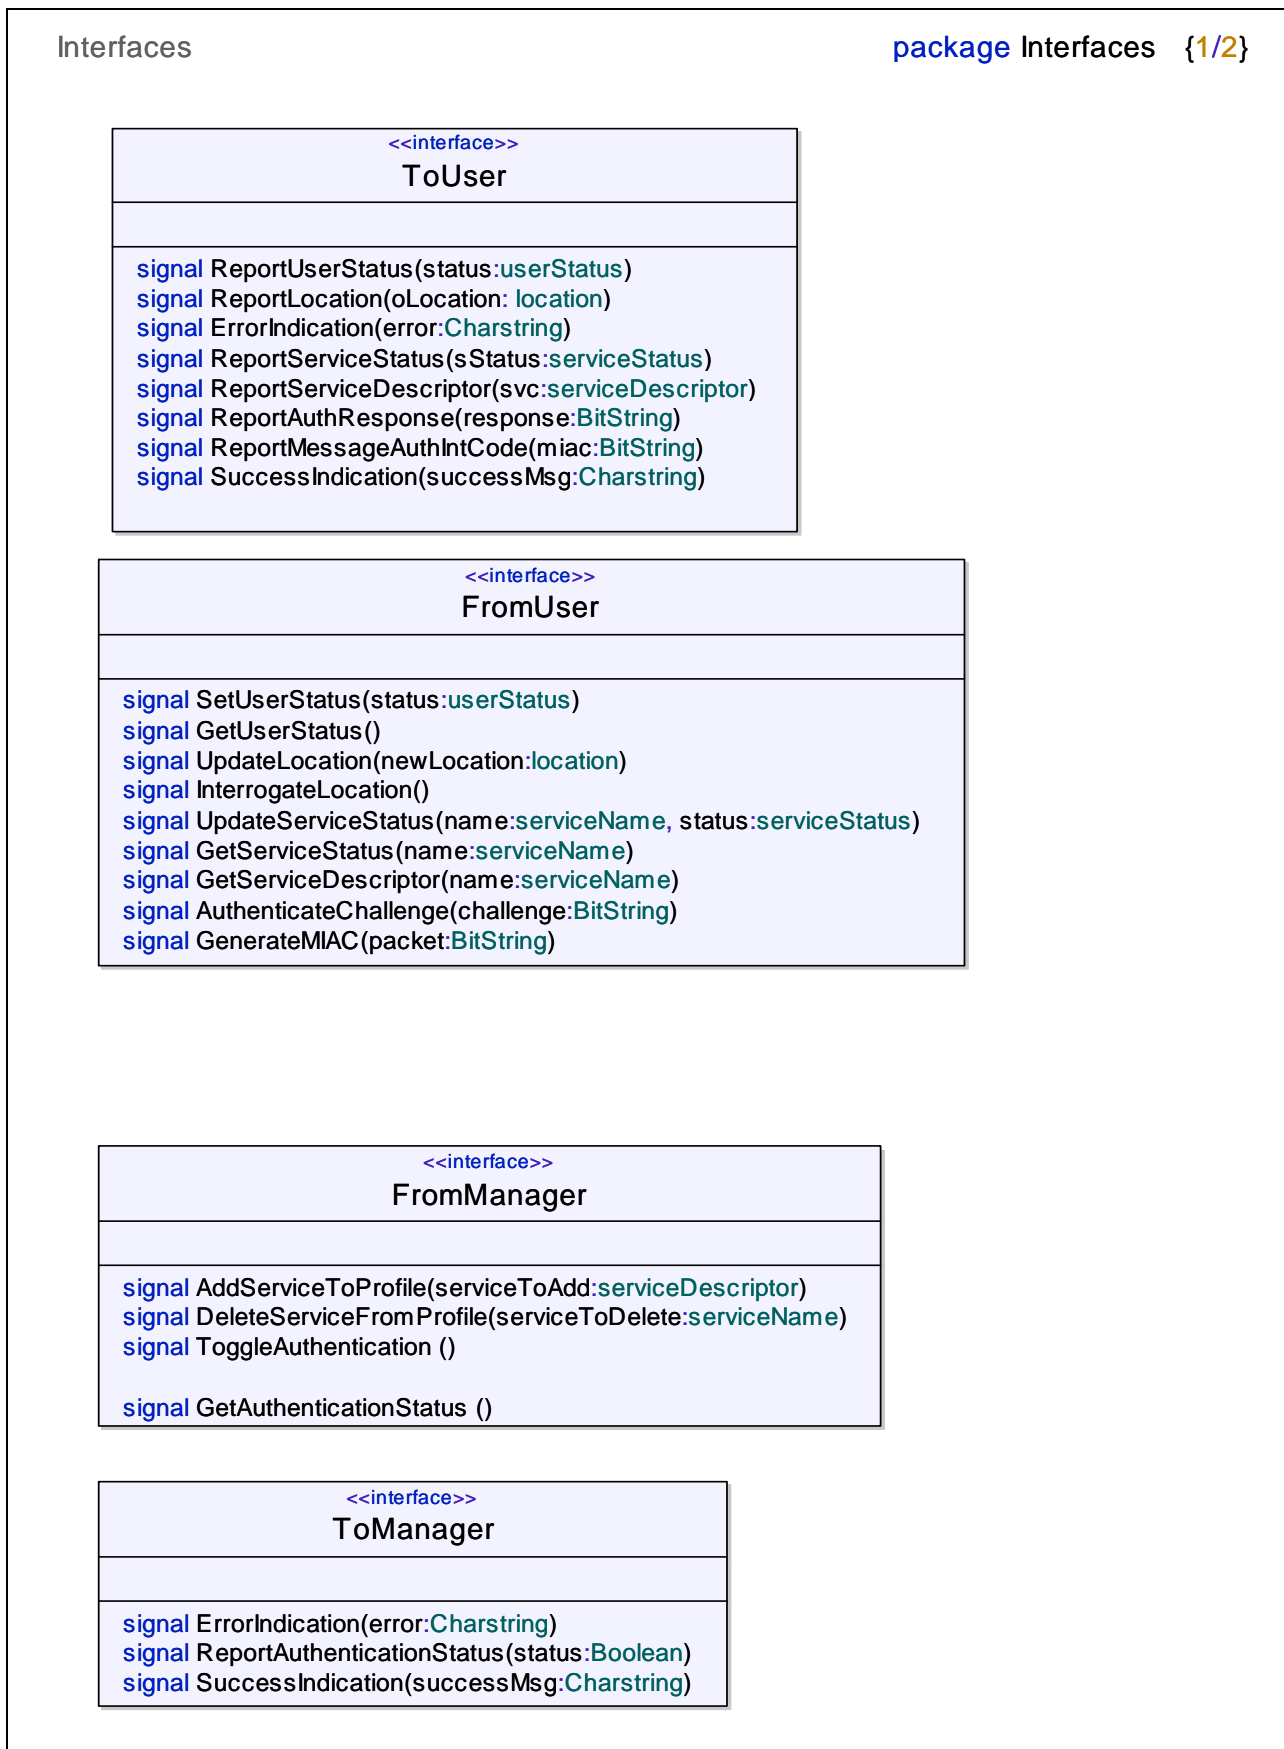 Interfaces
package Interfaces {1/2}
<<interface>>
ToUser
signal ReportUserStatus(status:userStatus)
signal ReportLocation(oLocation: location)
signal ErrorIndication(error:Charstring)
signal ReportServiceStatus(sStatus:serviceStatus)
signal ReportServiceDescriptor(svc:serviceDescriptor)
signal ReportAuthResponse(response:BitString)
signal ReportMessageAuthIntCode(miac:BitString)
signal SuccessIndication(successMsg:Charstring)
<<interface>>
FromUser
signal SetUserStatus(status:userStatus)
signal GetUserStatus()
signal UpdateLocation(newLocation:location)
signal InterrogateLocation()
signal UpdateServiceStatus(name:serviceName, status:serviceStatus)
signal GetServiceStatus(name:serviceName)
signal GetServiceDescriptor(name:serviceName)
signal AuthenticateChallenge(challenge:BitString)
signal GenerateMIAC(packet:BitString)
<<interface>>
FromManager
signal AddServiceToProfile(serviceToAdd:serviceDescriptor)
signal DeleteServiceFromProfile(serviceToDelete:serviceName)
signal ToggleAuthentication ()
signal GetAuthenticationStatus ()
<<interface>>
ToManager
signal ErrorIndication(error:Charstring)
signal ReportAuthenticationStatus(status:Boolean)
signal SuccessIndication(successMsg:Charstring)